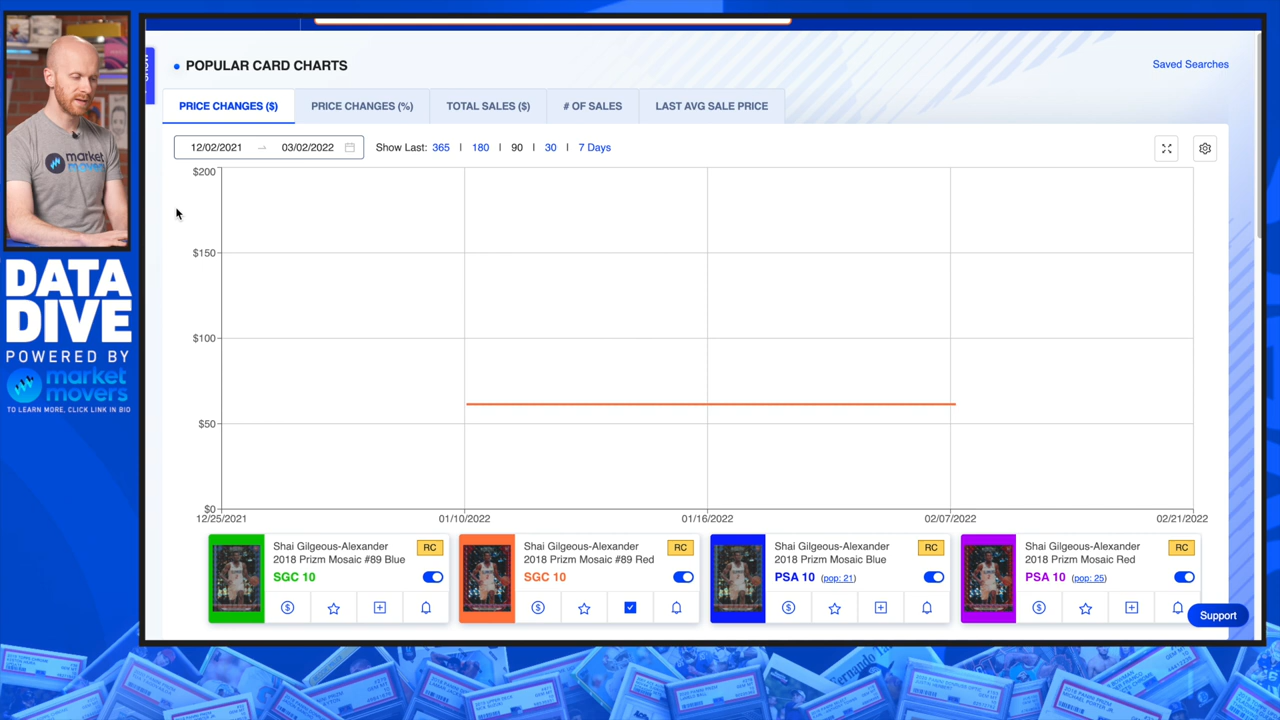 POPULAR CARD CHARTS
Saved Searches
PRICE CHANGES ($)
PRICE CHANGES (%)
TOTAL SALES ($)
# OF SALES
LAST AVG SALE PRICE
12/02/2021 → 03/02/2022
Show Last: 365 | 180 | 90 | 30 | 7 Days
$200
$150
$100
$50
$0
12/25/2021
01/10/2022
01/16/2022
02/07/2022
02/21/2022
Shai Gilgeous-Alexander
2018 Prizm Mosaic #89 Blue
RC
SGC 10
Shai Gilgeous-Alexander
2018 Prizm Mosaic #89 Red
RC
SGC 10
Shai Gilgeous-Alexander
2018 Prizm Mosaic Blue
RC
PSA 10 (pop: 21)
Shai Gilgeous-Alexander
2018 Prizm Mosaic Red
RC
PSA 10 (pop: 25)
Support
market
movers
DATA
DIVE
POWERED BY
market
movers
TO LEARN MORE, CLICK LINK IN BIO